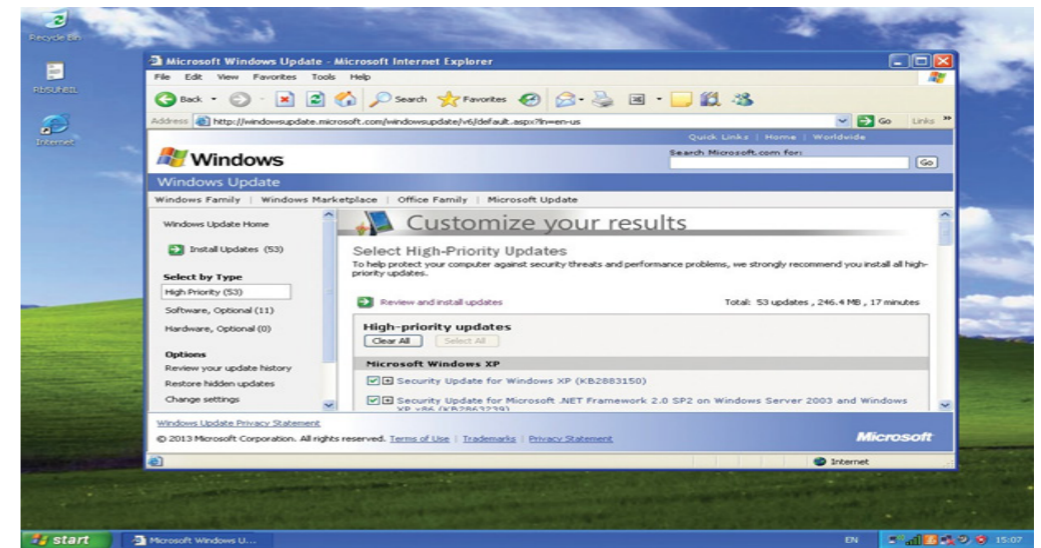 Recycle Bin
Internet
Microsoft Windows Update - Microsoft Internet Explorer
File Edit View Favorites Tools Help
Back Search Favorites
Address http://windowsupdate.microsoft.com/windowsupdate/v6/default.aspx?ln=en-us Go Links »
Quick Links | Home | Worldwide
Search Microsoft.com for:
Windows Go
Windows Update
Windows Family | Windows Marketplace | Office Family | Microsoft Update
Windows Update Home
Install Updates (53)
Select by Type
High Priority (53)
Software, Optional (11)
Hardware, Optional (0)
Options
Review your update history
Restore hidden updates
Change settings
Customize your results
Select High-Priority Updates
To help protect your computer against security threats and performance problems, we strongly recommend you install all high-
priority updates.
Review and install updates Total: 53 updates , 246.4 MB , 17 minutes
High-priority updates
Clear All Select All
Microsoft Windows XP
Security Update for Windows XP (KB2883150)
Security Update for Microsoft .NET Framework 2.0 SP2 on Windows Server 2003 and Windows
XP x86 (KB2863239)
Windows Update Privacy Statement
© 2013 Microsoft Corporation. All rights reserved. Terms of Use | Trademarks | Privacy Statement
Microsoft
Internet
start Microsoft Windows U... EN 15:07